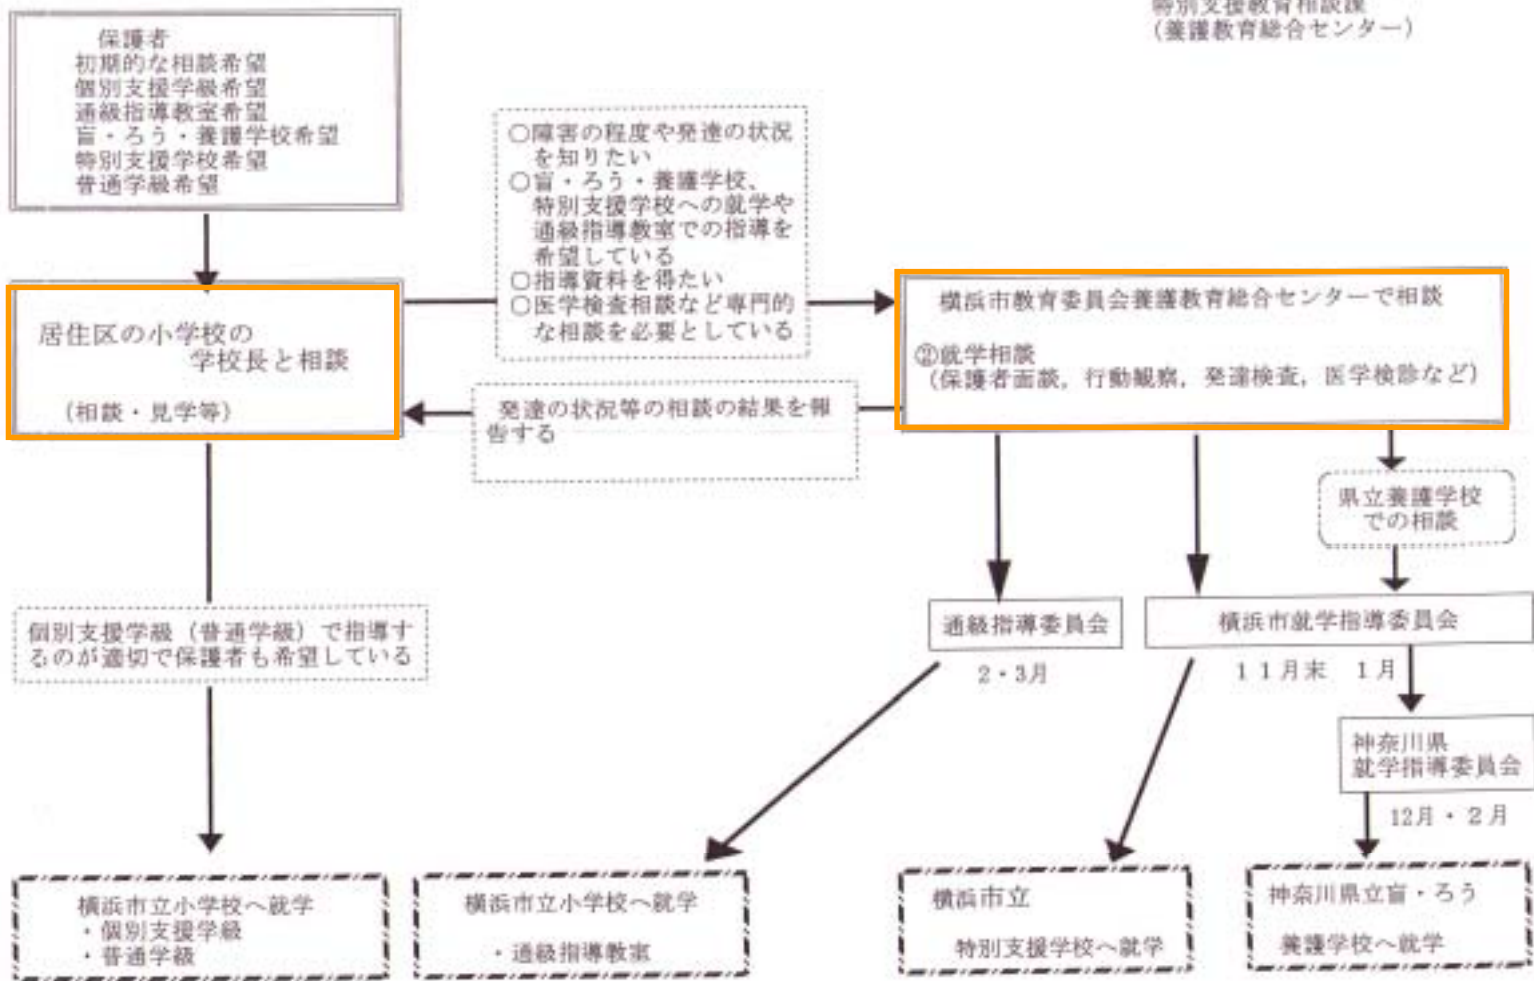 特別支援教育相談課
(養護教育総合センター)
保護者
初期的な相談希望
個別支援学級希望
通級指導教室希望
盲・ろう・養護学校希望
特別支援学校希望
普通学級希望
○障害の程度や発達の状況
を知りたい
○盲・ろう・養護学校、
特別支援学校への就学や
通級指導教室での指導を
希望している
○指導資料を得たい
○医学検査相談など専門的
な相談を必要としている
居住区の小学校の
学校長と相談
(相談・見学等)
横浜市教育委員会養護教育総合センターで相談
②就学相談
(保護者面談，行動観察，発達検査，医学検診など)
発達の状況等の相談の結果を報
告する
県立養護学校
での相談
個別支援学級（普通学級）で指導す
るのが適切で保護者も希望している
通級指導委員会
2・3月
横浜市就学指導委員会
11月末 1月
神奈川県
就学指導委員会
12月・2月
横浜市立小学校へ就学
・個別支援学級
・普通学級
横浜市立小学校へ就学
・通級指導教室
横浜市立
特別支援学校へ就学
神奈川県立盲・ろう
養護学校へ就学